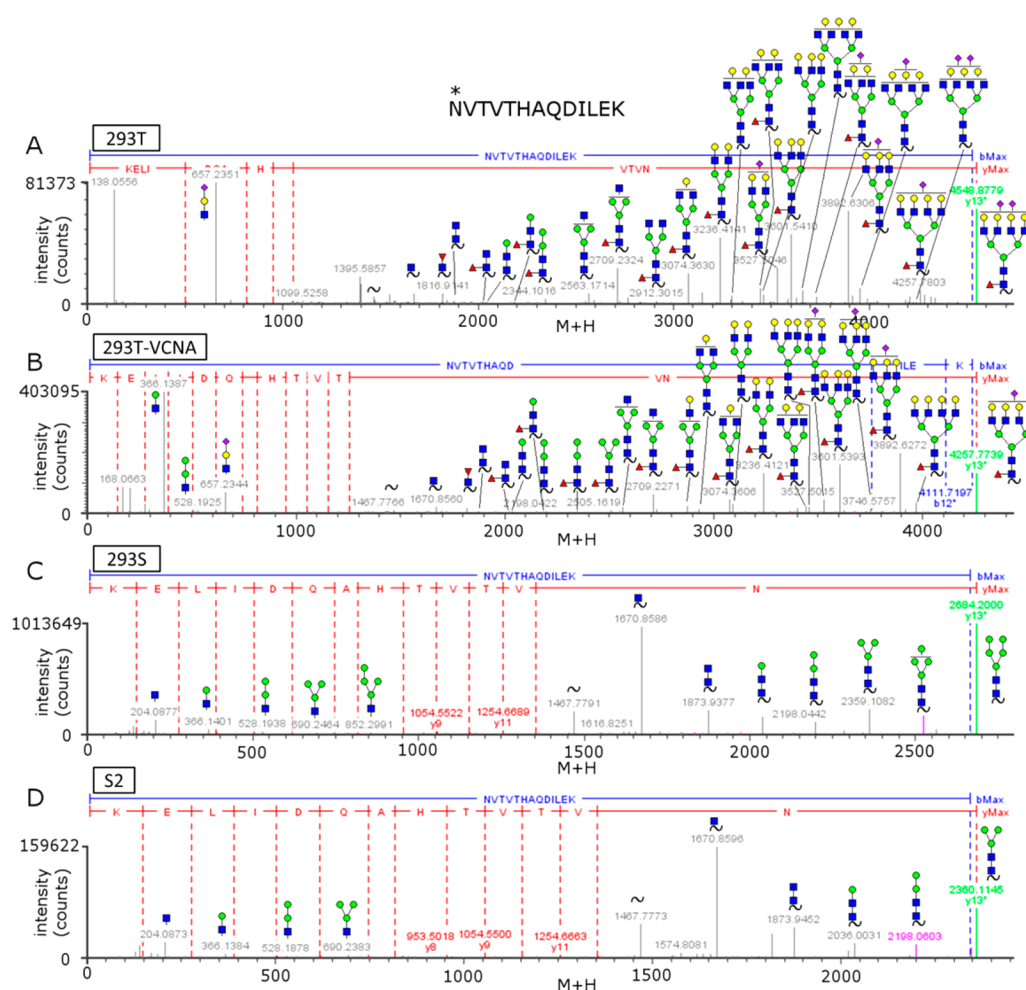 *
NVTVTHAQDILEK
A
293T
NVTVTHAQDILEK bMax
KELI H VTVN yMax
81373
138.0556
657.2351
1099.5258
1395.5857
1816.9141
2344.1016
2563.1714
2709.2324
2912.3015
3074.3630
3236.4141
3601.5410
3892.6306
4257.7803
4548.8779
y13"
intensity
(counts)
0
0 1000 2000 3000 4000
M+H
B
293T-VCNA
NVTVTHAQD ILE K bMax
K E D Q H T V T VN yMax
403095
168.0663
366.1387
528.1925
657.2344
1467.7766
1670.8560
2198.0422
2505.1619
2709.2271
3074.3606
3236.4121
3527.5015
3601.5393
3746.5757
3892.6272
4111.7197
b12"
4257.7739
y13"
intensity
(counts)
0
0 1000 2000 3000 4000
M+H
C
293S
NVTVTHAQDILEK bMax
K E L I D Q A H T V T V N yMax
1013649
204.0877
366.1401
528.1938
690.2464
852.2991
1054.5522
y9
1254.6689
y11
1467.7791
1616.8251
1670.8586
1873.9377
2198.0442
2359.1082
2684.2000
y13"
intensity
(counts)
0
0 500 1000 1500 2000 2500
M+H
D
S2
NVTVTHAQDILEK bMax
K E L I D Q A H T V T V N yMax
159622
204.0873
366.1384
528.1878
690.2383
953.5018
y8
1054.5500
y9
1254.6663
y11
1467.7773
1574.8081
1670.8596
1873.9452
2036.0031
2198.0603
2360.1145
y13"
intensity
(counts)
0
0 500 1000 1500 2000
M+H